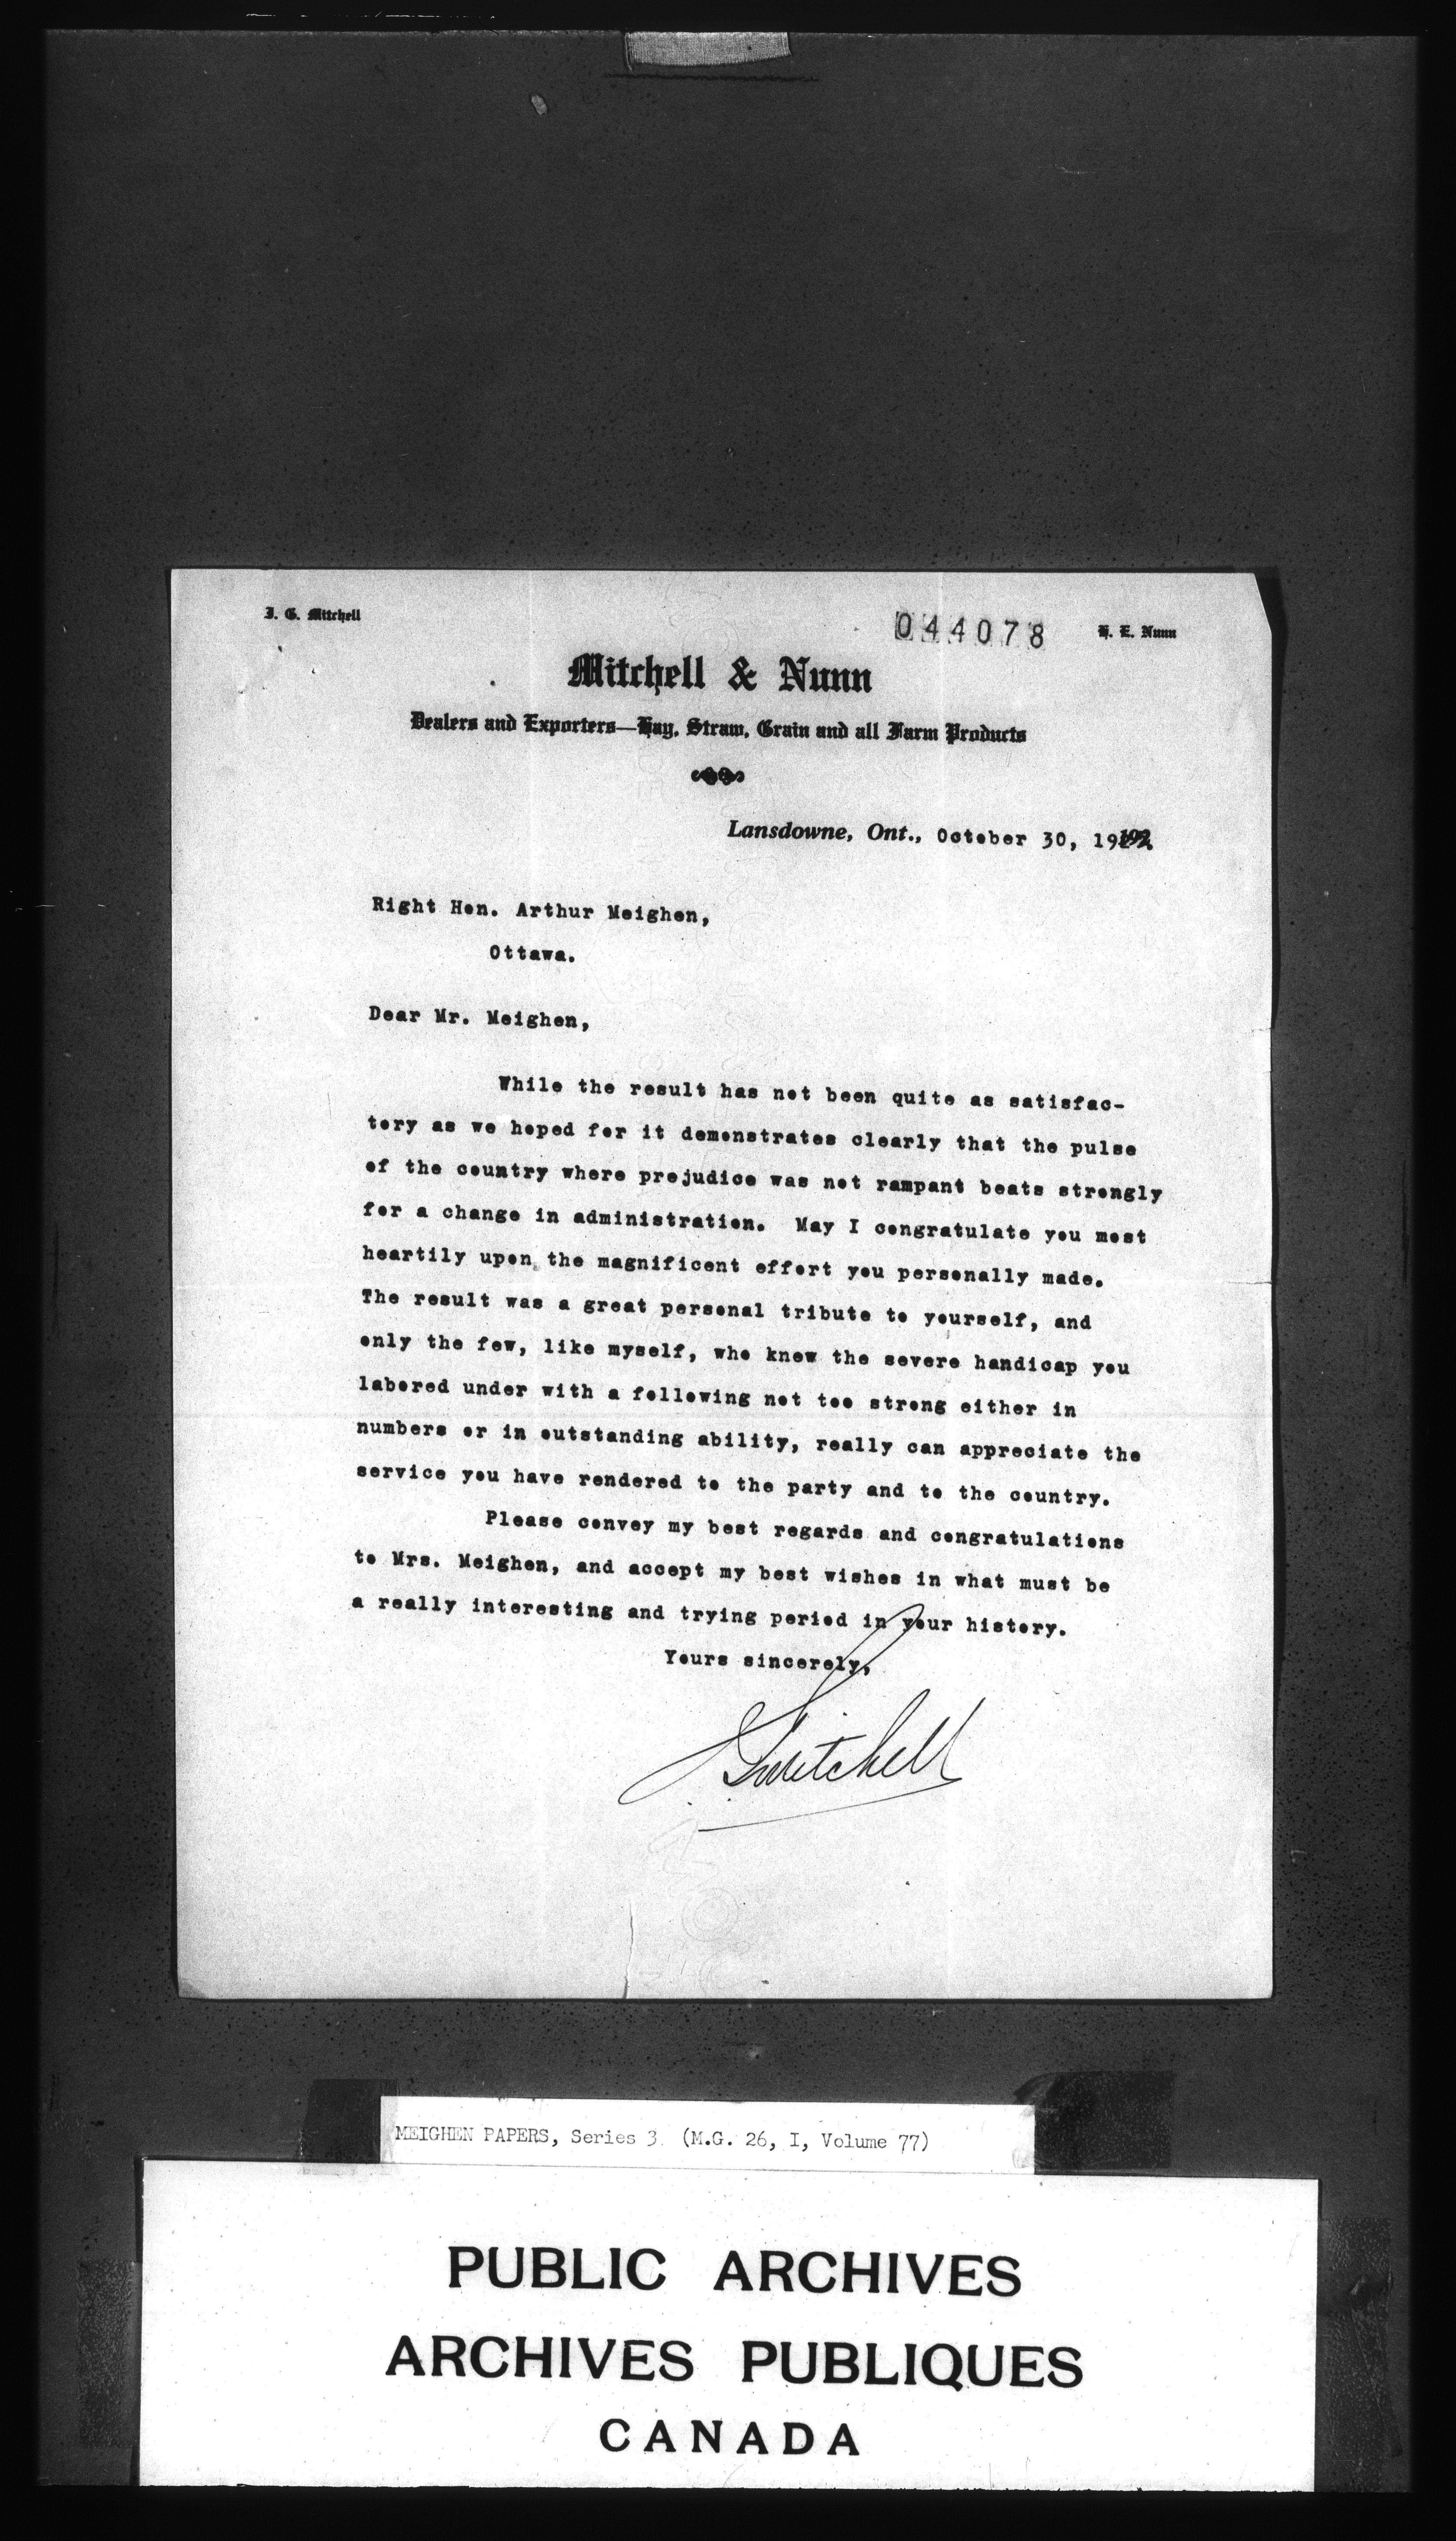 J. G. Mitchell
044078
H. E. Nunn
Mitchell & Nunn
Dealers and Exporters—Hay, Straw, Grain and all Farm Products
Lansdowne, Ont., October 30,
Right Hon. Arthur Meighen,
Ottawa.
Dear Mr. Meighen,
While the result has not been quite as satisfac-
tory as we hoped for it demonstrates clearly that the pulse
of the country where prejudice was not rampant beats strongly
for a change in administration. May I congratulate you most
heartily upon the magnificent effort you personally made.
The result was a great personal tribute to yourself, and
only the few, like myself, who knew the severe handicap you
labored under with a following not too strong either in
numbers or in outstanding ability, really can appreciate the
service you have rendered to the party and to the country.
Please convey my best regards and congratulations
to Mrs. Meighen, and accept my best wishes in what must be
a really interesting and trying period in your history.
Yours sincerely,
JGMitchell
MEIGHEN PAPERS, Series 3 (M.G. 26, I, Volume 77)
PUBLIC ARCHIVES
ARCHIVES PUBLIQUES
CANADA